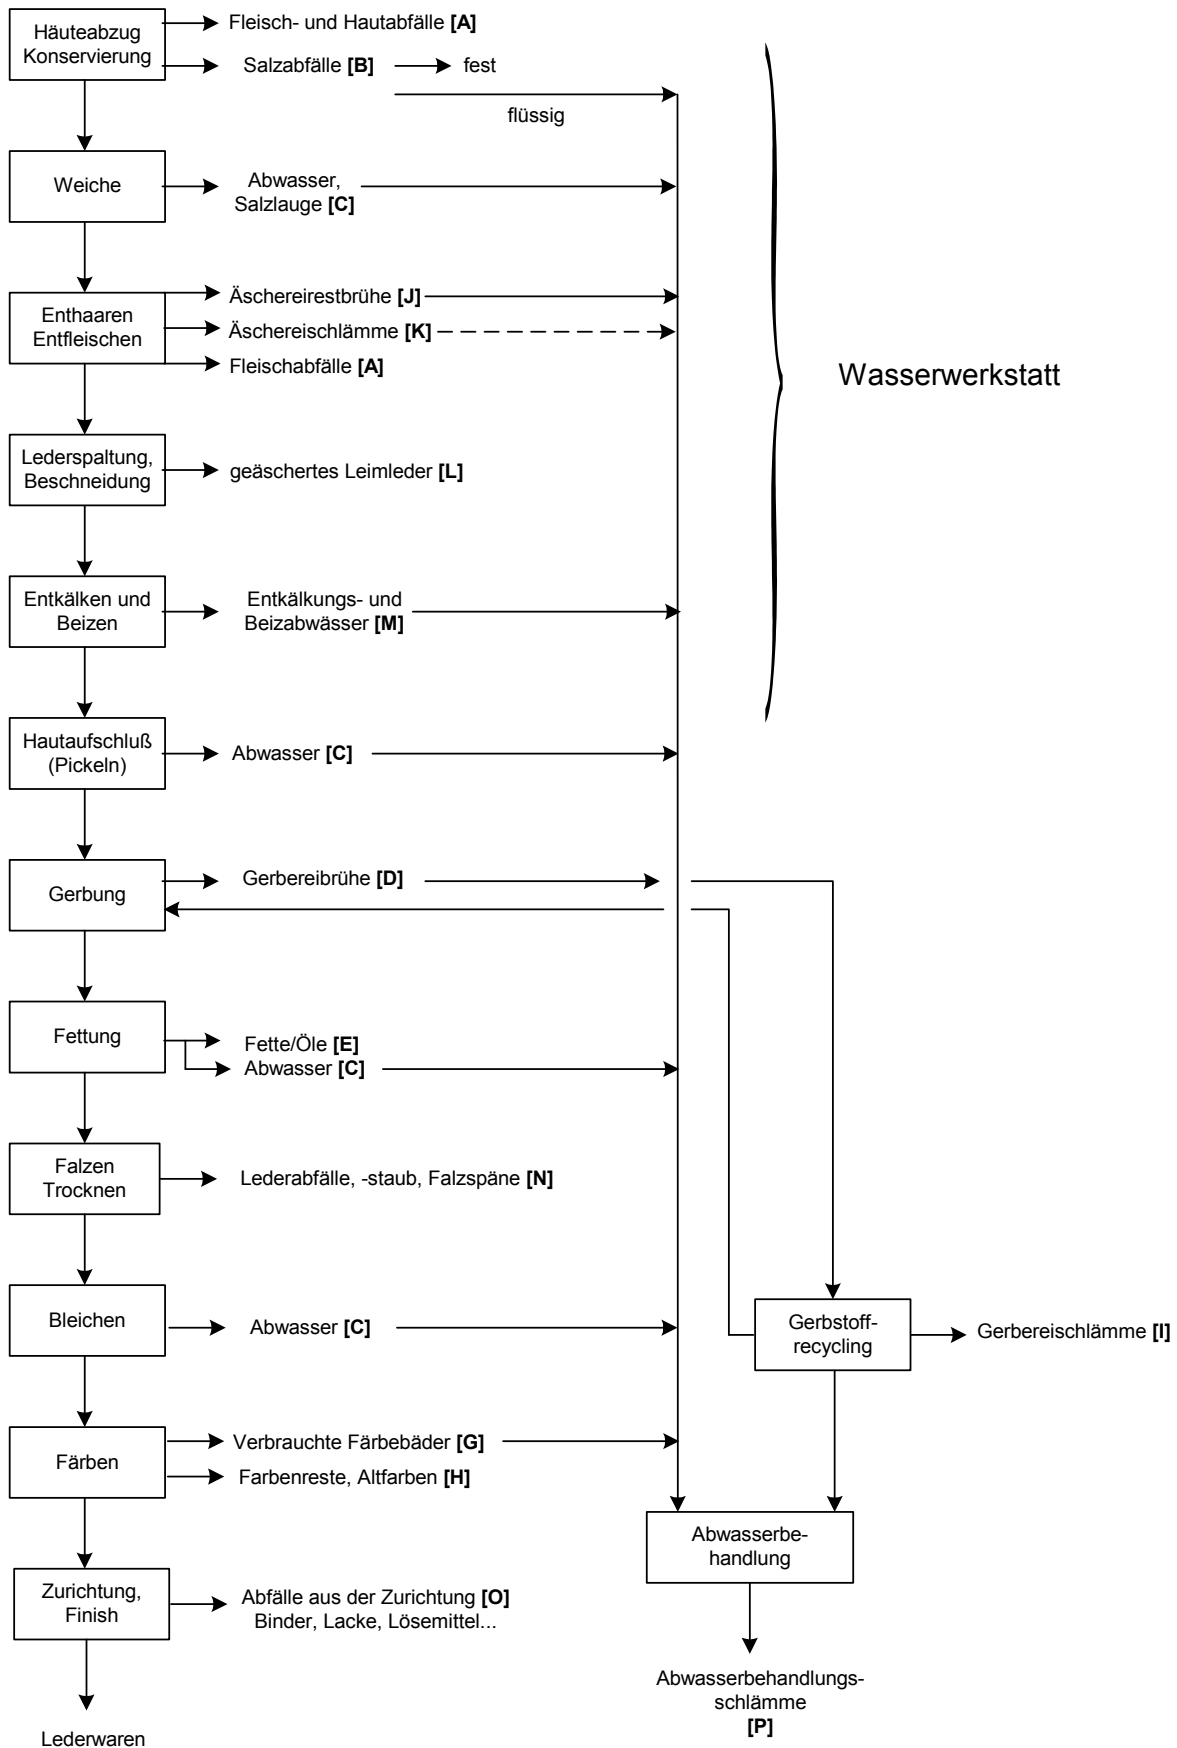 Häuteabzug
Konservierung
Fleisch- und Hautabfälle [A]
Salzabfälle [B]
fest
flüssig
Weiche
Abwasser,
Salzlauge [C]
Enthaaren
Entfleischen
Äschereirestbrühe [J]
Äschereischlämme [K]
Fleischabfälle [A]
Wasserwerkstatt
Lederspaltung,
Beschneidung
geäschertes Leimleder [L]
Entkälken und
Beizen
Entkälkungs- und
Beizabwässer [M]
Hautaufschluß
(Pickeln)
Abwasser [C]
Gerbung
Gerbereibrühe [D]
Fettung
Fette/Öle [E]
Abwasser [C]
Falzen
Trocknen
Lederabfälle, -staub, Falzspäne [N]
Bleichen
Abwasser [C]
Gerbstoff-
recycling
Gerbereischlämme [I]
Färben
Verbrauchte Färbebäder [G]
Farbenreste, Altfarben [H]
Abwasserbe-
handlung
Zurichtung,
Finish
Abfälle aus der Zurichtung [O]
Binder, Lacke, Lösemittel...
Abwasserbehandlungs-
schlämme
[P]
Lederwaren